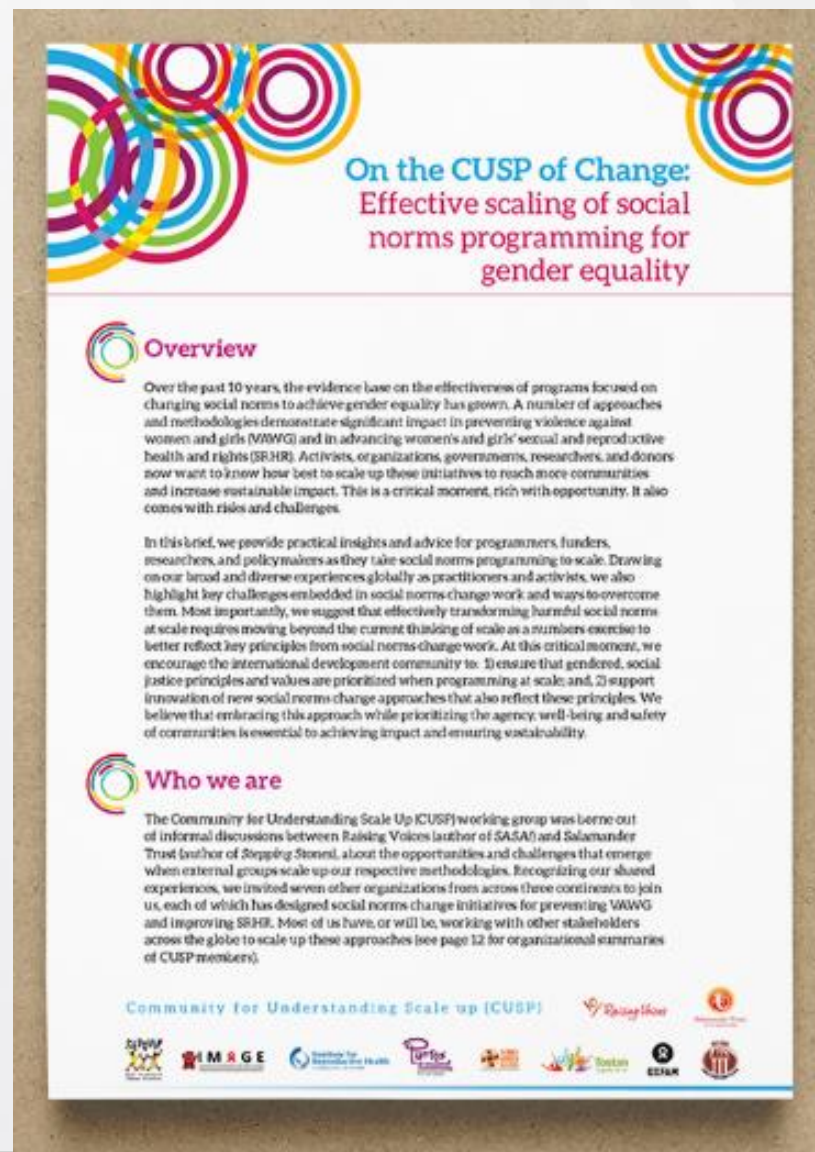 On the CUSP of Change:
Effective scaling of social
norms programming for
gender equality
Overview
Over the past 10 years, the evidence base on the effectiveness of programs focused on
changing social norms to achieve gender equality has grown. A number of approaches
and methodologies demonstrate significant impact in preventing violence against
women and girls (VAWG) and in advancing women's and girls' sexual and reproductive
health and rights (SRHR). Activists, organizations, governments, researchers, and donors
now want to know how best to scale up these initiatives to reach more communities
and increase sustainable impact. This is a critical moment, rich with opportunity. It also
comes with risks and challenges.
In this brief, we provide practical insights and advice for programmers, funders,
researchers, and policymakers as they take social norms programming to scale. Drawing
on our broad and diverse experiences globally as practitioners and activists, we also
highlight key challenges embedded in social norms change work and ways to overcome
them. Most importantly, we suggest that effectively transforming harmful social norms
at scale requires moving beyond the current thinking of scale as a numbers exercise to
better reflect key principles from social norms change work. At this critical moment, we
encourage the international development community to: 1) ensure that gendered, social
justice principles and values are prioritized when programming at scale; and, 2) support
innovation of new social norms change approaches that also reflect these principles. We
believe that embracing this approach while prioritizing the agency, well-being and safety
of communities is essential to achieving impact and ensuring sustainability.
Who we are
The Community for Understanding Scale Up (CUSP) working group was borne out
of informal discussions between Raising Voices (author of SASA!) and Salamander
Trust (author of Stepping Stones), about the opportunities and challenges that emerge
when external groups scale up our respective methodologies. Recognizing our shared
experiences, we invited seven other organizations from across three continents to join
us, each of which has designed social norms change initiatives for preventing VAWG
and improving SRHR. Most of us have, or will be, working with other stakeholders
across the globe to scale up these approaches (see page 12 for organizational summaries
of CUSP members).
Community for Understanding Scale up (CUSP)
Raising Voices
Salamander Trust
IMAGE
Institute for
Reproductive Health
Puntos
Tostan
OXFAM